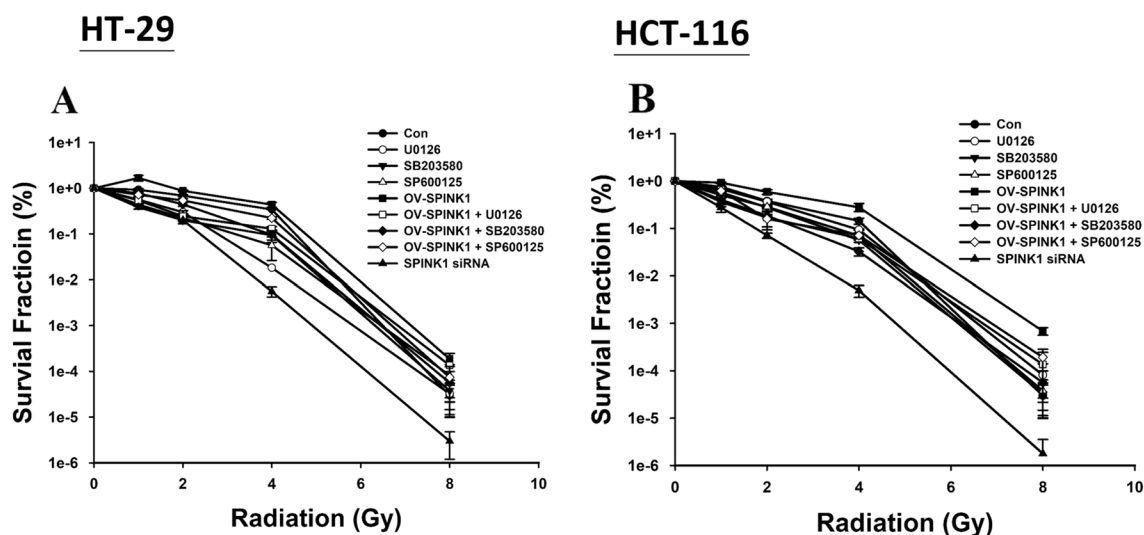 HT-29
HCT-116
A
Con
U0126
SB203580
SP600125
OV-SPINK1
OV-SPINK1 + U0126
OV-SPINK1 + SB203580
OV-SPINK1 + SP600125
SPINK1 siRNA
1e+1
1e+0
1e-1
1e-2
1e-3
1e-4
1e-5
1e-6
Survial Fractioin (%)
0 2 4 6 8 10
Radiation (Gy)
B
Con
U0126
SB203580
SP600125
OV-SPINK1
OV-SPINK1 + U0126
OV-SPINK1 + SB203580
OV-SPINK1 + SP600125
SPINK1 siRNA
1e+1
1e+0
1e-1
1e-2
1e-3
1e-4
1e-5
1e-6
Survial Fractioin (%)
0 2 4 6 8 10
Radiation (Gy)